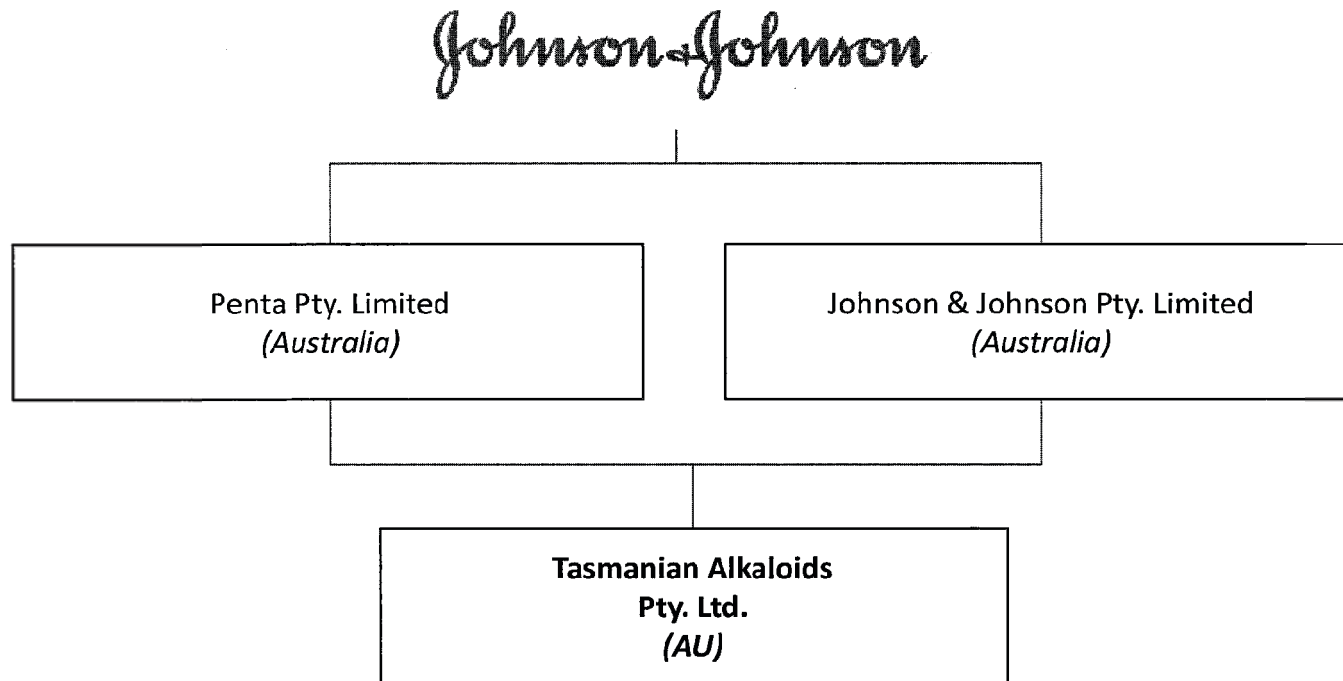 Johnson & Johnson
Penta Pty. Limited
(Australia)
Johnson & Johnson Pty. Limited
(Australia)
Tasmanian Alkaloids
Pty. Ltd.
(AU)